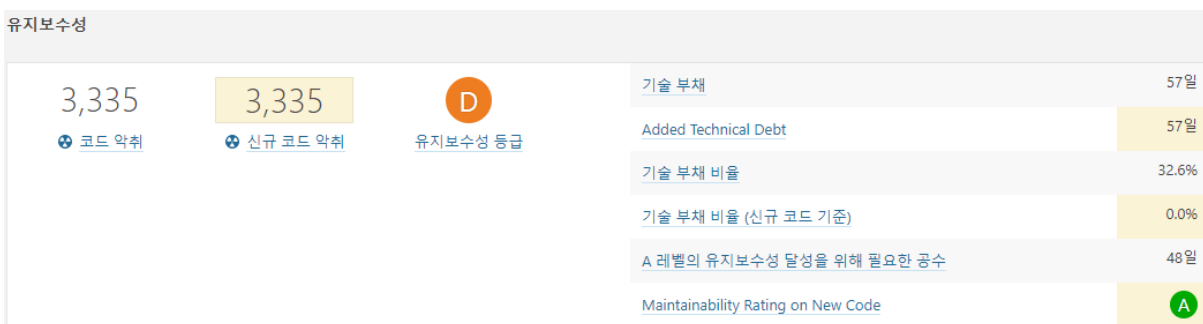 유지보수성
3,335
코드 악취
3,335
신규 코드 악취
D
유지보수성 등급
기술 부채 57일
Added Technical Debt 57일
기술 부채 비율 32.6%
기술 부채 비율 (신규 코드 기준) 0.0%
A 레벨의 유지보수성 달성을 위해 필요한 공수 48일
Maintainability Rating on New Code A